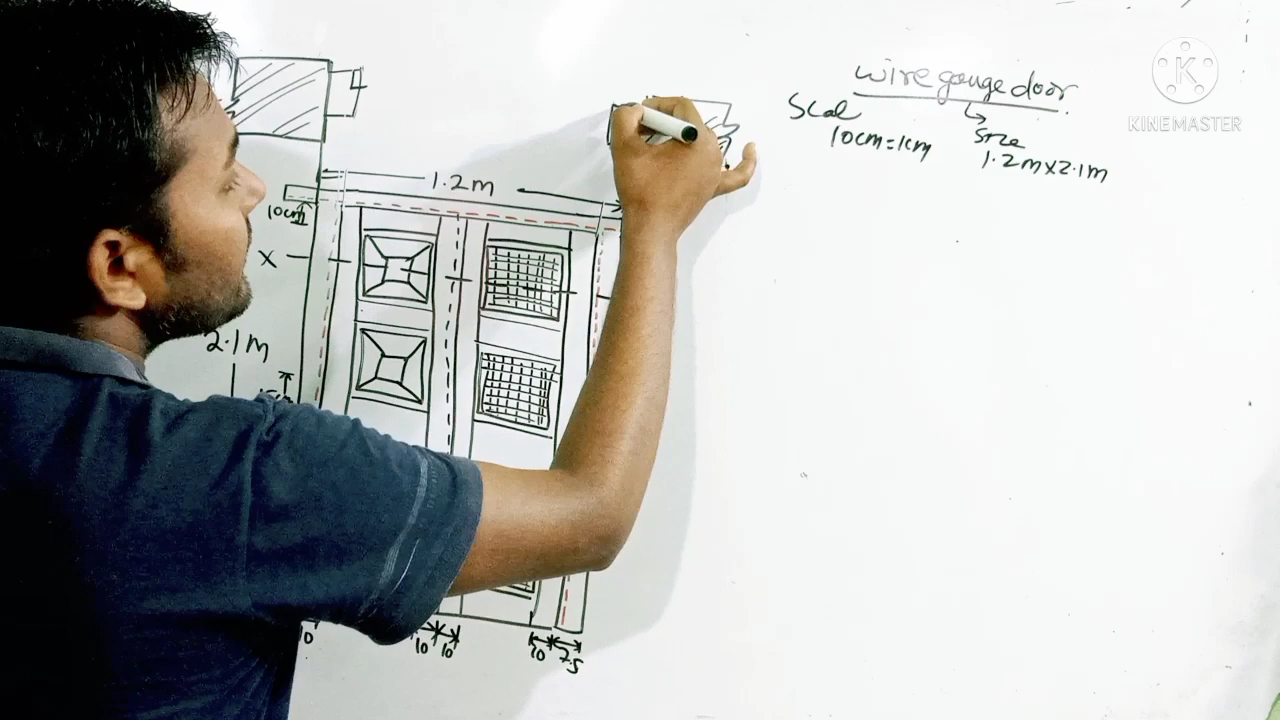 wire gauge door
Scal
10cm=1cm
Size
1.2mx2.1m
KINEMASTER
1.2m
10cm
X
2.1m
10
10
10
10
7.5